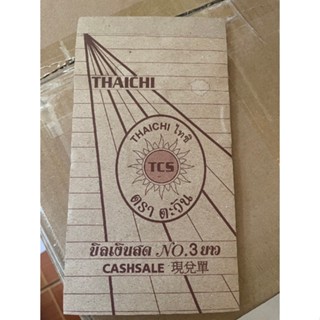 THAICHI
THAICHI ไทชิ
TCS
ตรา ตะวัน
บิลเงินสด NO.3 ยาว
CASHSALE 現兌單